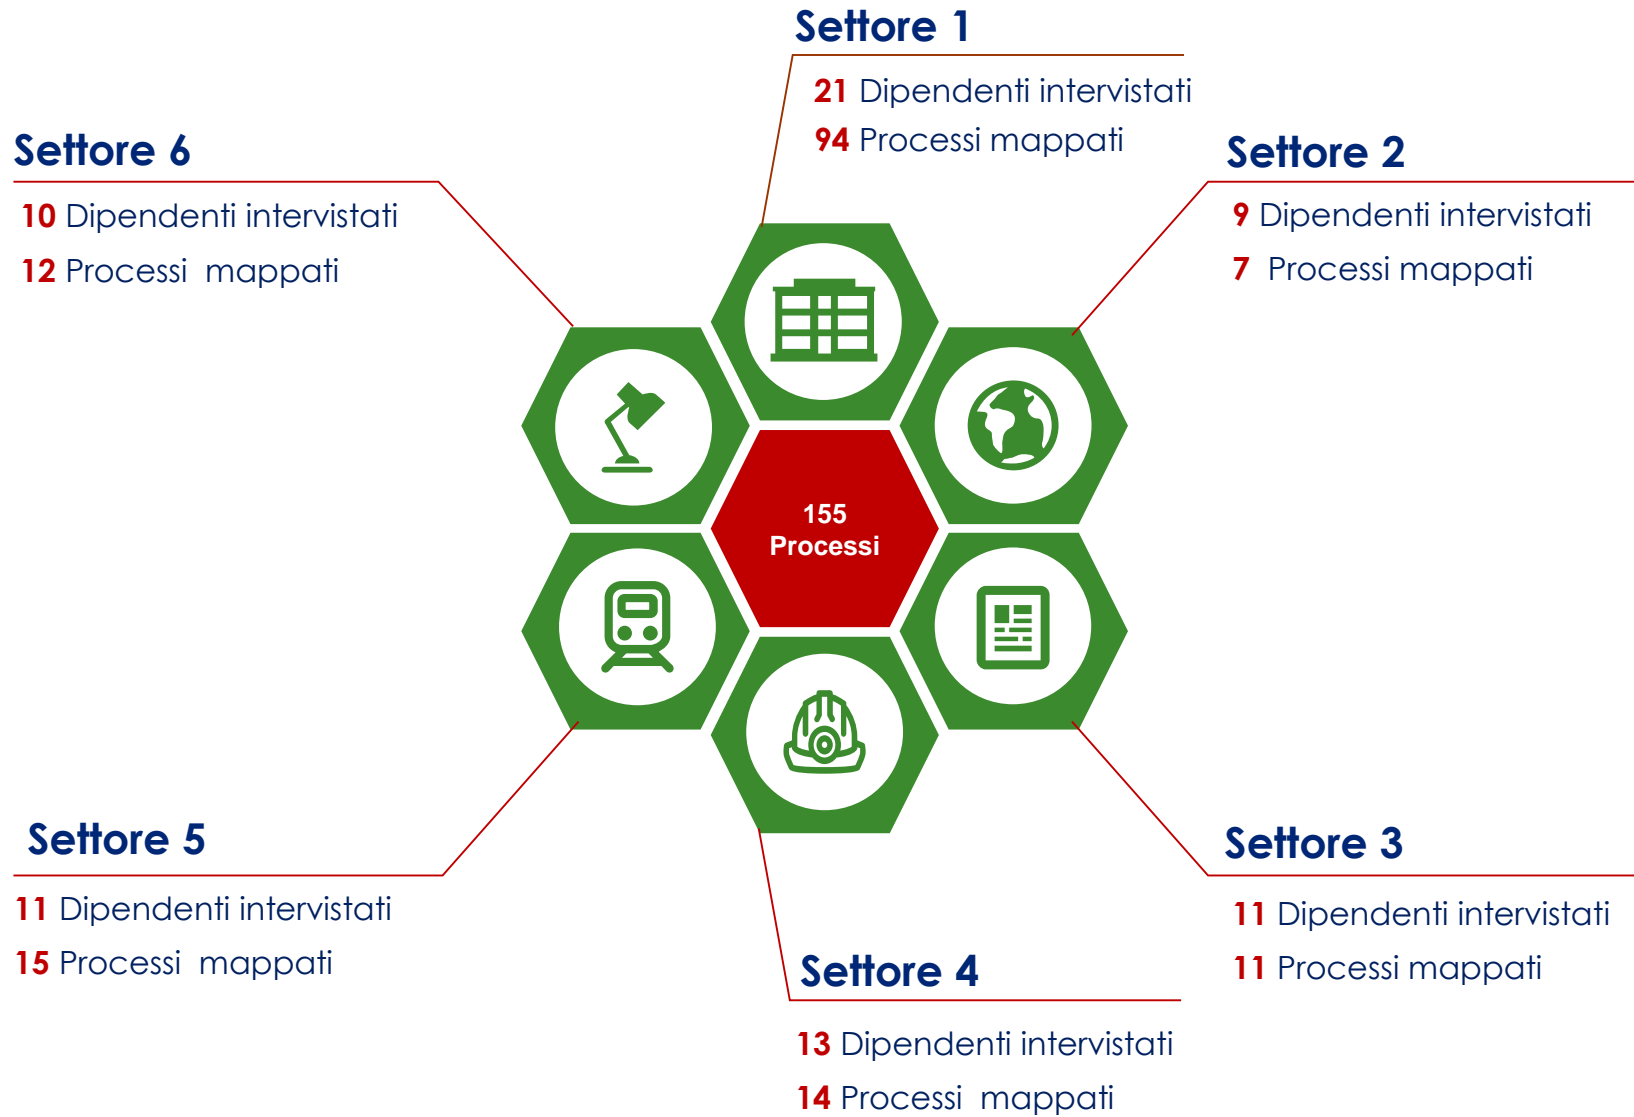 Settore 1
21 Dipendenti intervistati
94 Processi mappati
Settore 6
10 Dipendenti intervistati
12 Processi mappati
Settore 2
9 Dipendenti intervistati
7 Processi mappati
155
Processi
Settore 5
11 Dipendenti intervistati
15 Processi mappati
Settore 3
11 Dipendenti intervistati
11 Processi mappati
Settore 4
13 Dipendenti intervistati
14 Processi mappati